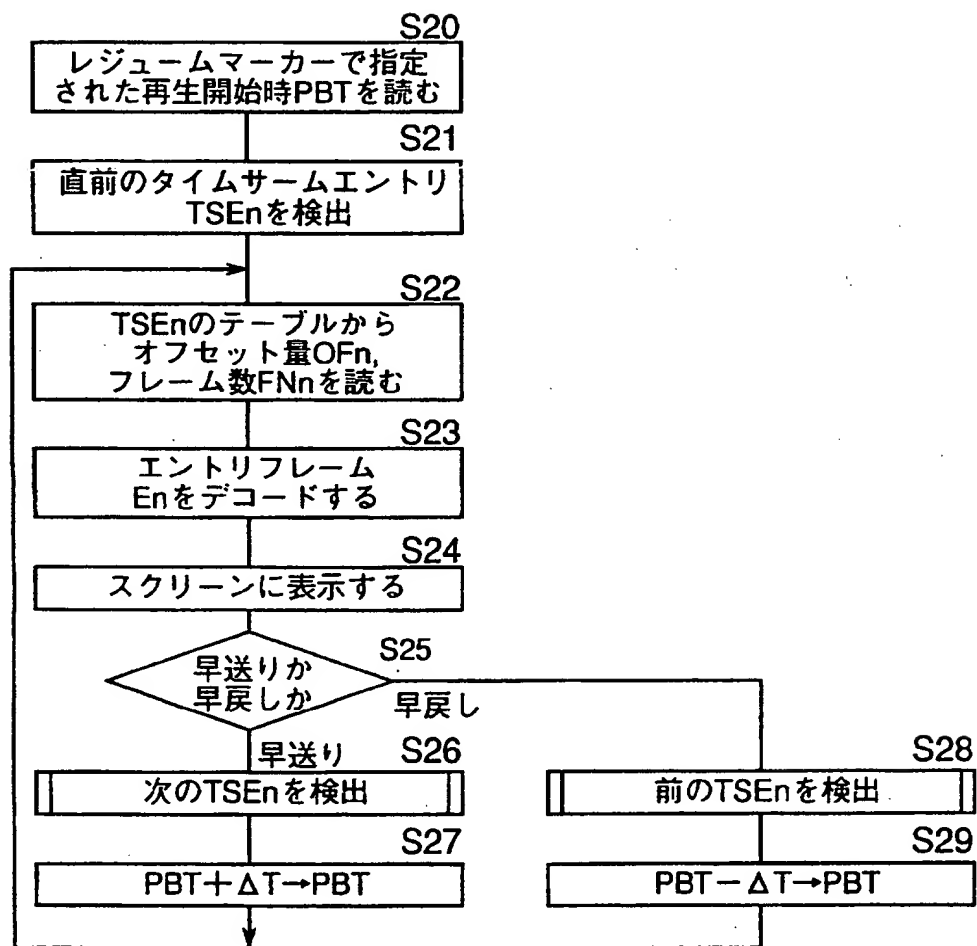 S20
レジュームマーカーで指定
された再生開始時PBTを読む
S21
直前のタイムサームエントリ
TSEnを検出
S22
TSEnのテーブルから
オフセット量OFn,
フレーム数FNnを読む
S23
エントリフレーム
Enをデコードする
S24
スクリーンに表示する
S25
早送りか
早戻しか
早戻し
早送り
S26
次のTSEnを検出
S27
PBT+ΔT→PBT
S28
前のTSEnを検出
S29
PBT−ΔT→PBT